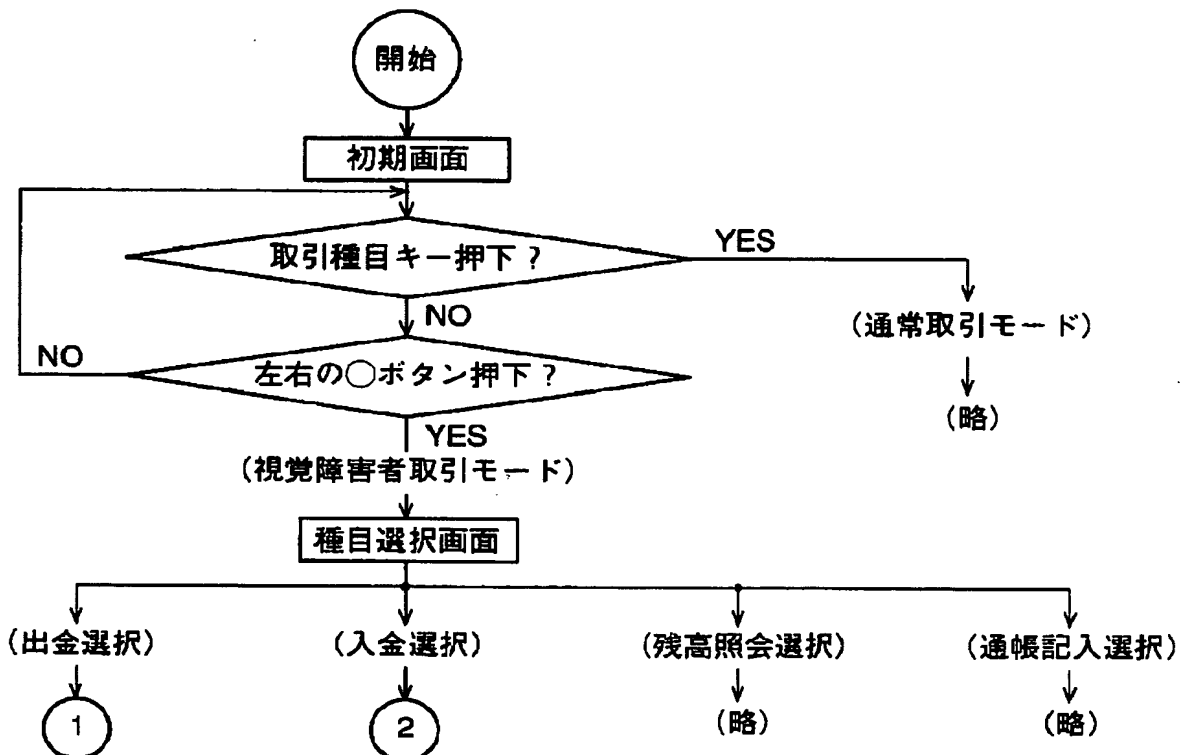 開始
初期画面
取引種目キー押下?
YES
NO
(通常取引モード)
NO
左右の○ボタン押下?
(略)
YES
(視覚障害者取引モード)
種目選択画面
(出金選択)
(入金選択)
(残高照会選択)
(通帳記入選択)
1
2
(略)
(略)